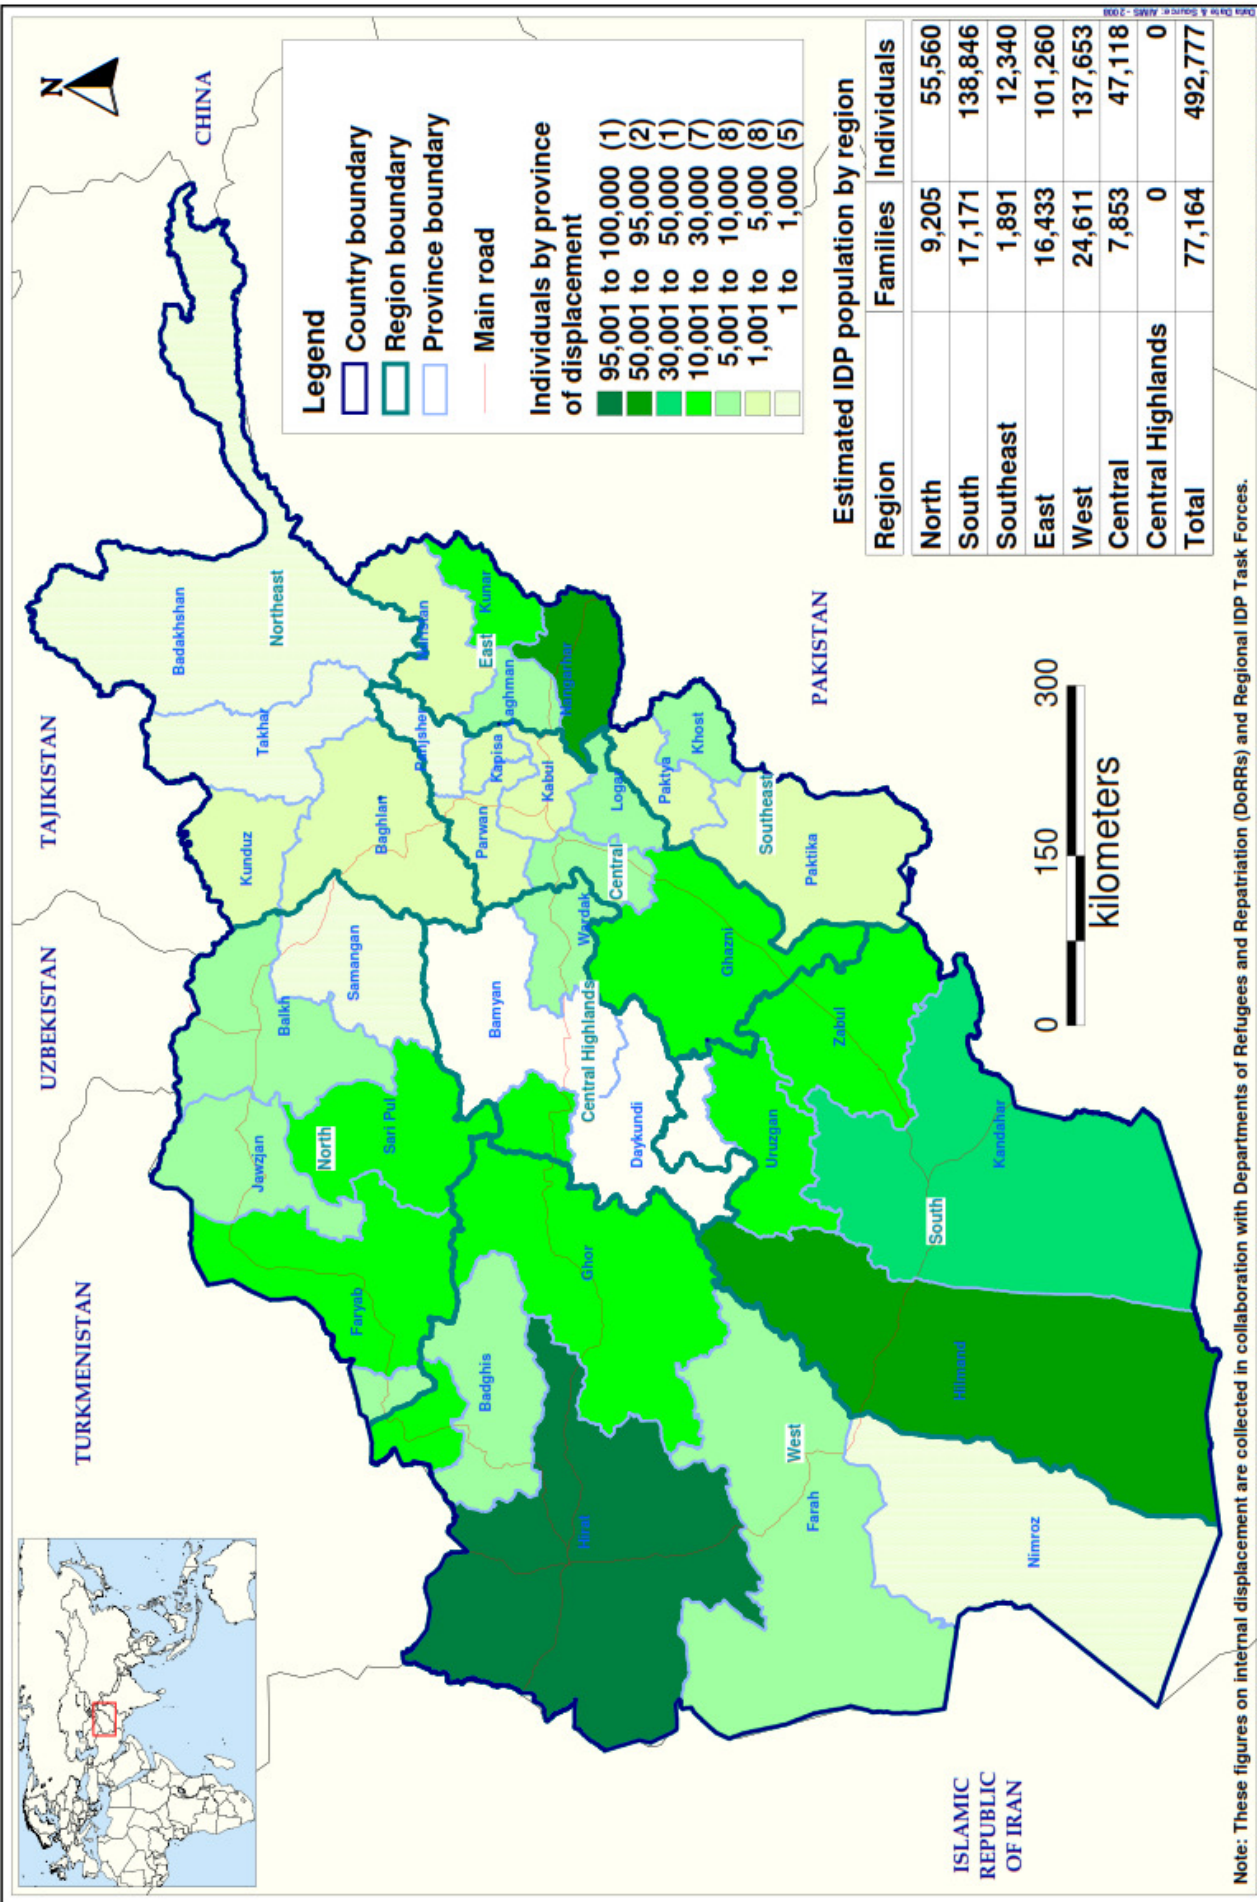 N
CHINA
TAJIKISTAN
UZBEKISTAN
TURKMENISTAN
ISLAMIC
REPUBLIC
OF IRAN
PAKISTAN
Badakhshan
Northeast
Takhar
Kunduz
Baghlan
Balkh
Samangan
Jawzjan
North
Sari Pul
Faryab
Badghis
Hirat
Ghor
Bamyan
Central Highlands
Daykundi
Wardak
Central
Parwan
Kapisa
Kabul
Logar
East
Kunar
Laghman
Nangarhar
Paktya
Khost
Southeast
Paktika
Ghazni
Zabul
Uruzgan
Kandahar
South
Hilmand
West
Farah
Nimroz
Legend
Country boundary
Region boundary
Province boundary
Main road
Individuals by province
of displacement
95,001 to 100,000 (1)
50,001 to 95,000 (2)
30,001 to 50,000 (1)
10,001 to 30,000 (7)
5,001 to 10,000 (8)
1,001 to 5,000 (8)
1 to 1,000 (5)
Estimated IDP population by region
Region Families Individuals
North 9,205 55,560
South 17,171 138,846
Southeast 1,891 12,340
East 16,433 101,260
West 24,611 137,653
Central 7,853 47,118
Central Highlands 0 0
Total 77,164 492,777
0 150 300
kilometers
Data Date & Source: AIMS - 2008
Note: These figures on internal displacement are collected in collaboration with Departments of Refugees and Repatriation (DoRRs) and Regional IDP Task Forces.